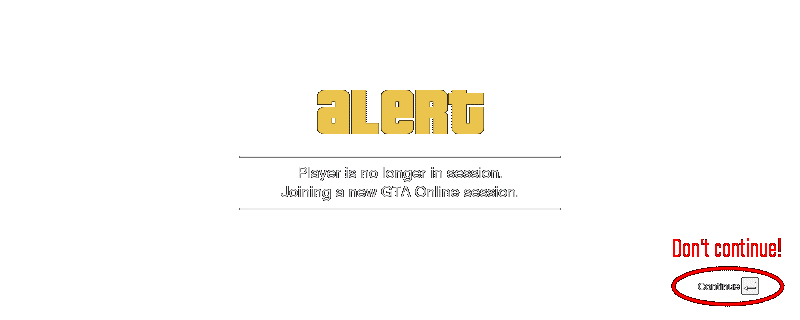 alert
Player is no longer in session.
Joining a new GTA Online session.
Don't continue!
Continue